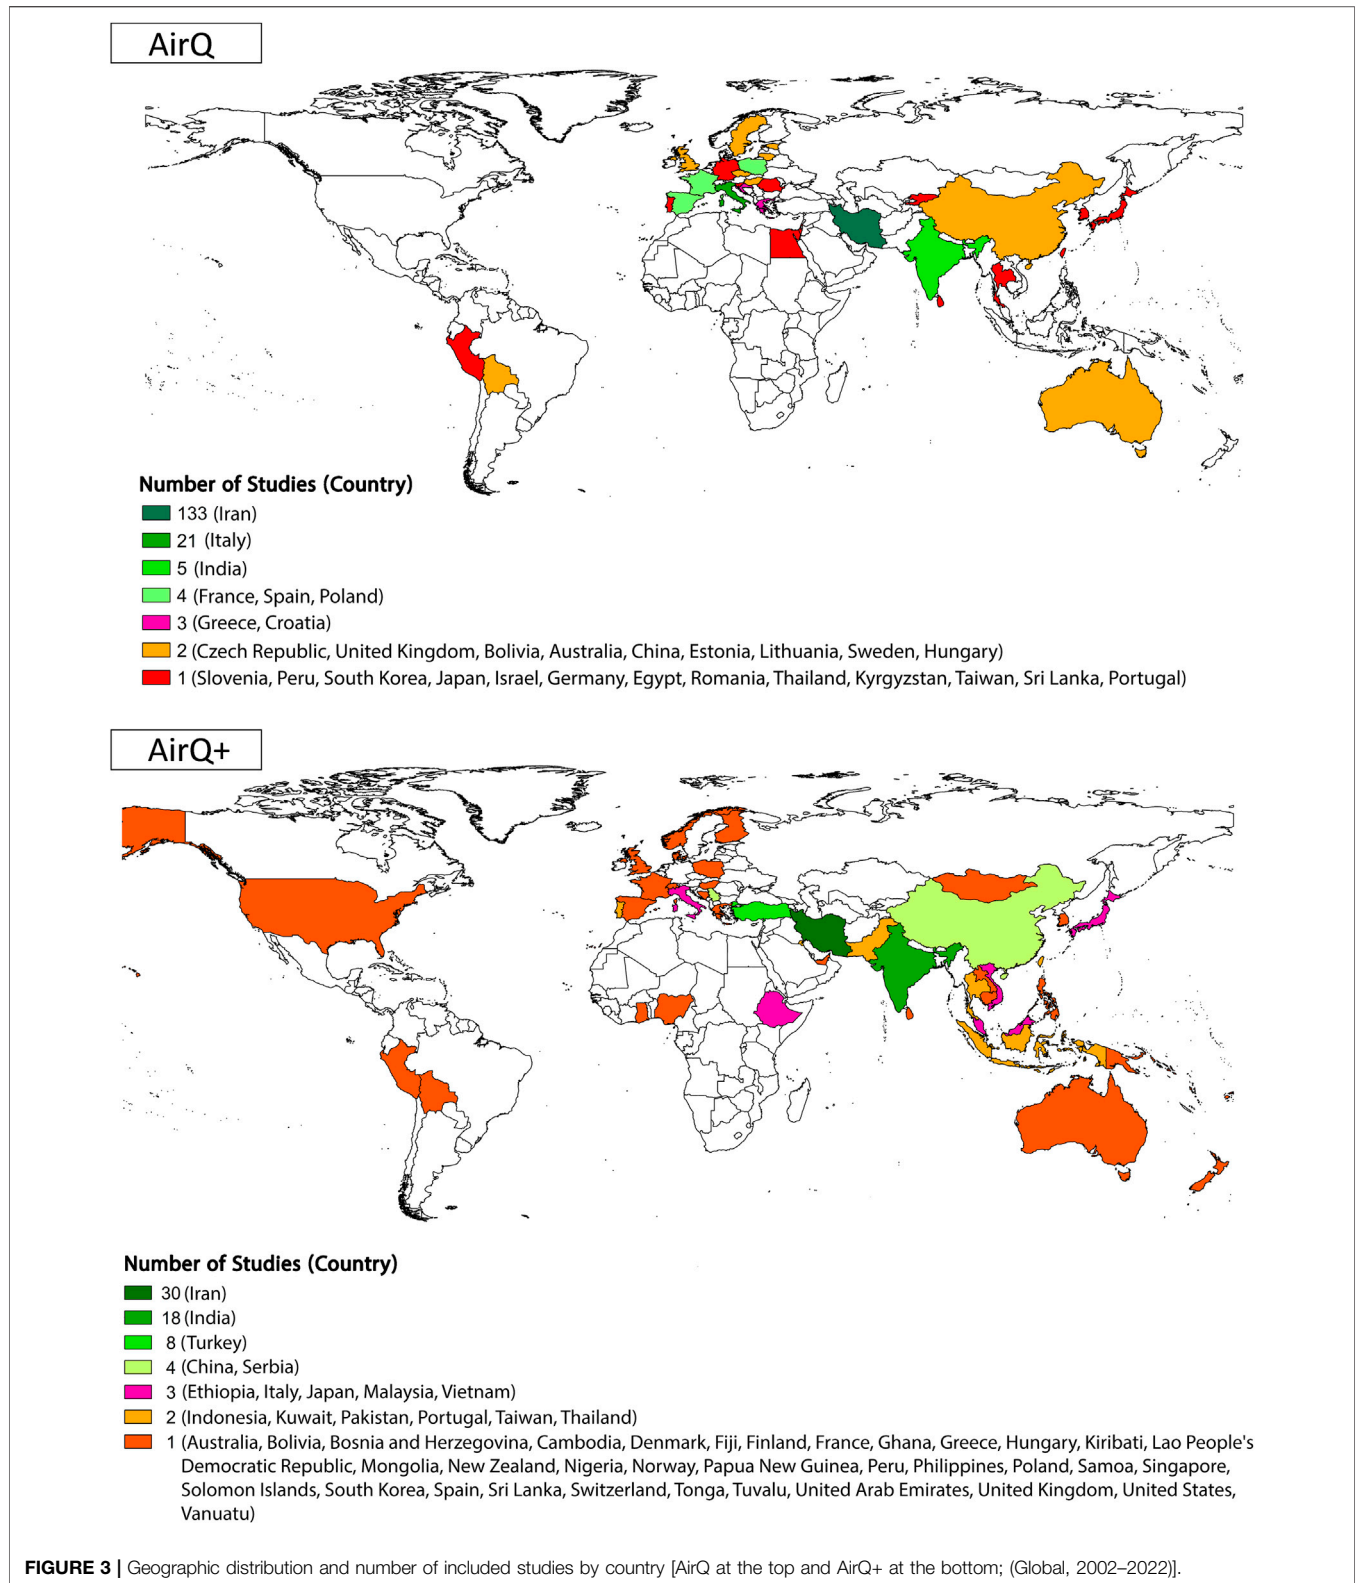 AirQ
Number of Studies (Country)
133 (Iran)
21 (Italy)
5 (India)
4 (France, Spain, Poland)
3 (Greece, Croatia)
2 (Czech Republic, United Kingdom, Bolivia, Australia, China, Estonia, Lithuania, Sweden, Hungary)
1 (Slovenia, Peru, South Korea, Japan, Israel, Germany, Egypt, Romania, Thailand, Kyrgyzstan, Taiwan, Sri Lanka, Portugal)
AirQ+
Number of Studies (Country)
30 (Iran)
18 (India)
8 (Turkey)
4 (China, Serbia)
3 (Ethiopia, Italy, Japan, Malaysia, Vietnam)
2 (Indonesia, Kuwait, Pakistan, Portugal, Taiwan, Thailand)
1 (Australia, Bolivia, Bosnia and Herzegovina, Cambodia, Denmark, Fiji, Finland, France, Ghana, Greece, Hungary, Kiribati, Lao People's
Democratic Republic, Mongolia, New Zealand, Nigeria, Norway, Papua New Guinea, Peru, Philippines, Poland, Samoa, Singapore,
Solomon Islands, South Korea, Spain, Sri Lanka, Switzerland, Tonga, Tuvalu, United Arab Emirates, United Kingdom, United States,
Vanuatu)
FIGURE 3 | Geographic distribution and number of included studies by country [AirQ at the top and AirQ+ at the bottom; (Global, 2002–2022)].